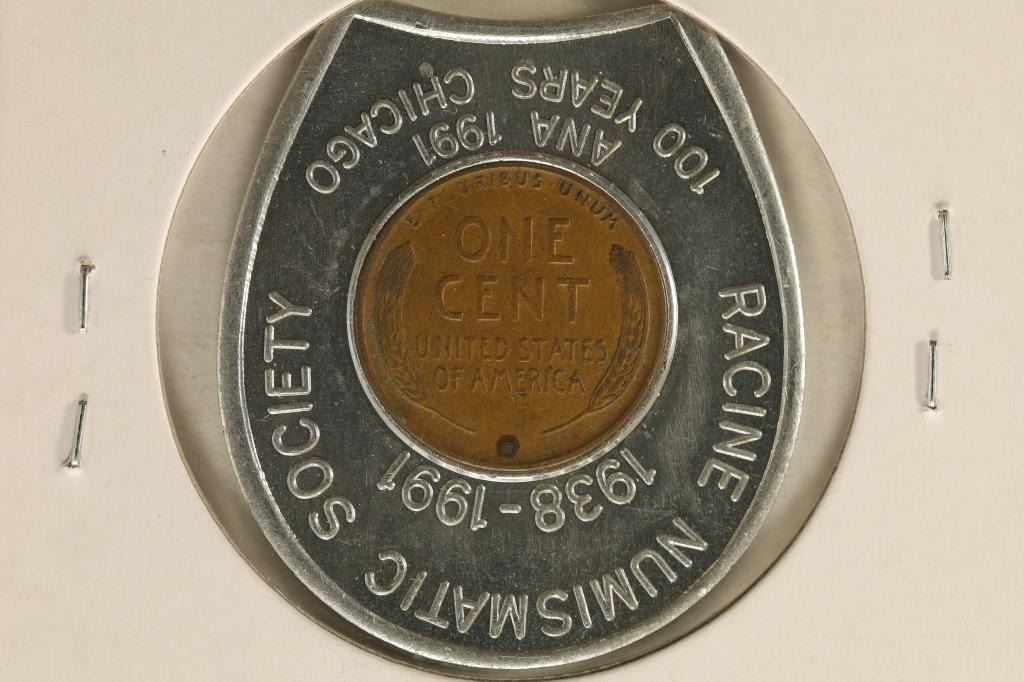 RACINE NUMISMATIC SOCIETY
1938-1991
ANA 1991
100 YEARS CHICAGO
E·PLURIBUS·UNUM
ONE
CENT
UNITED STATES
OF AMERICA